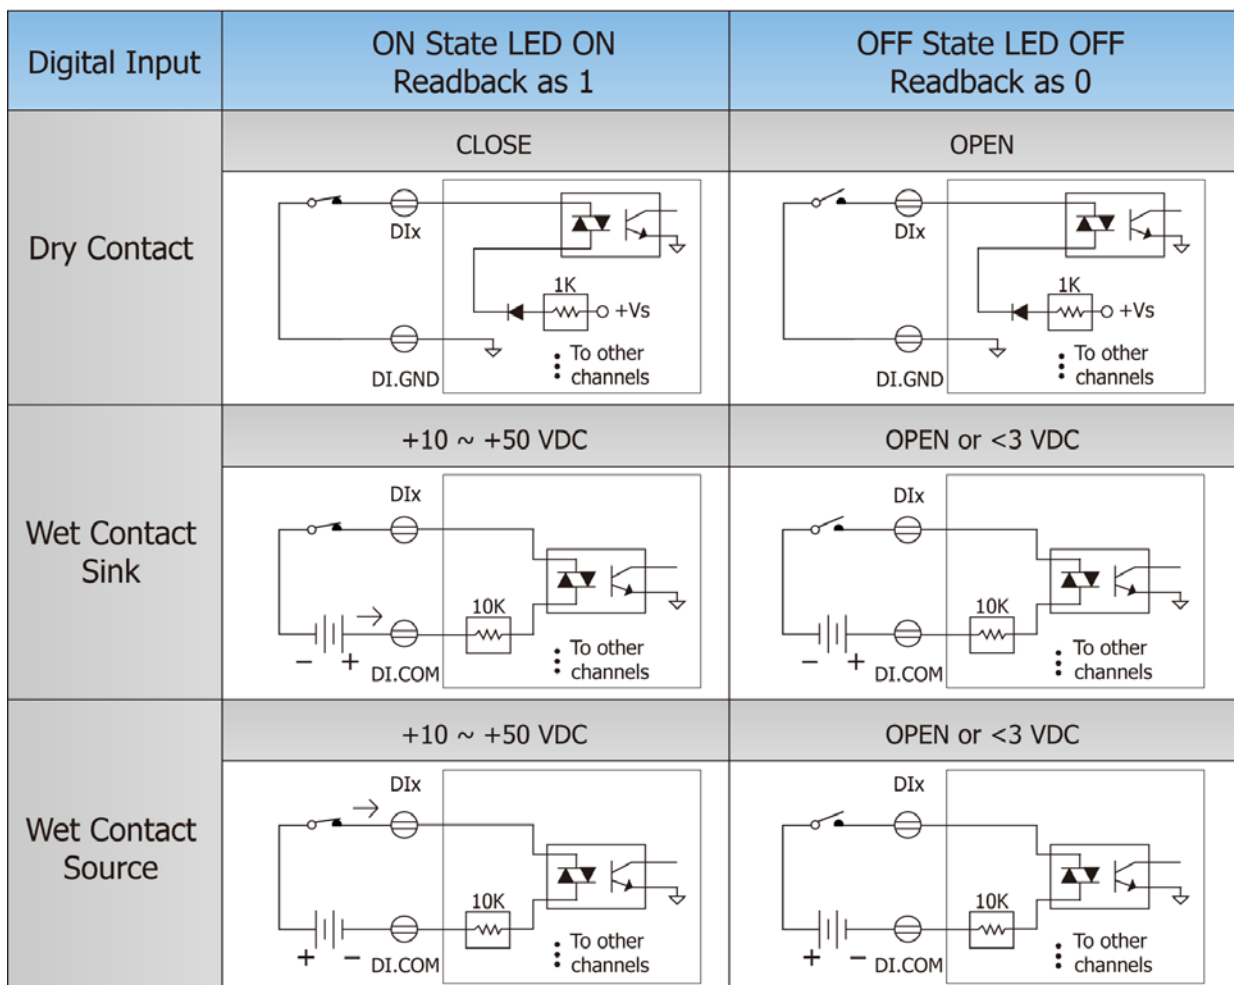 Digital Input
ON State LED ON
Readback as 1
OFF State LED OFF
Readback as 0
Dry Contact
CLOSE
OPEN
DIx
1K
+Vs
To other
channels
DI.GND
DIx
1K
+Vs
To other
channels
DI.GND
Wet Contact
Sink
+10 ~ +50 VDC
OPEN or <3 VDC
DIx
10K
- +
DI.COM
To other
channels
DIx
10K
- +
DI.COM
To other
channels
Wet Contact
Source
+10 ~ +50 VDC
OPEN or <3 VDC
DIx
10K
+ -
DI.COM
To other
channels
DIx
10K
+ -
DI.COM
To other
channels